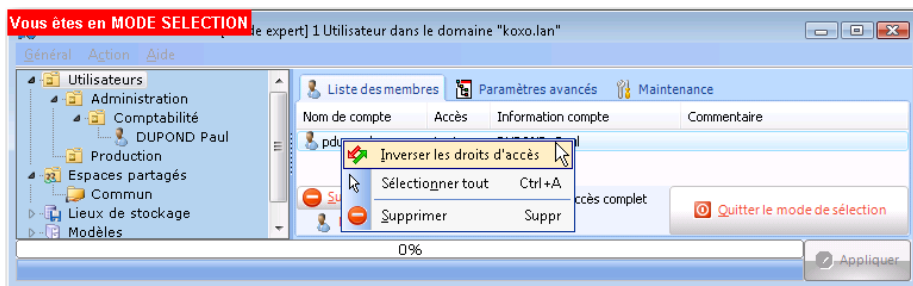 Vous êtes en MODE SELECTION
de expert] 1 Utilisateur dans le domaine "koxo.lan"
Général Action Aide
Utilisateurs
Administration
Comptabilité
DUPOND Paul
Production
Espaces partagés
Commun
Lieux de stockage
Modèles
Liste des membres Paramètres avancés Maintenance
Nom de compte Accès Information compte Commentaire
Inverser les droits d'accès
Sélectionner tout Ctrl+A
Supprimer Suppr
ccès complet
Quitter le mode de sélection
0%
Appliquer